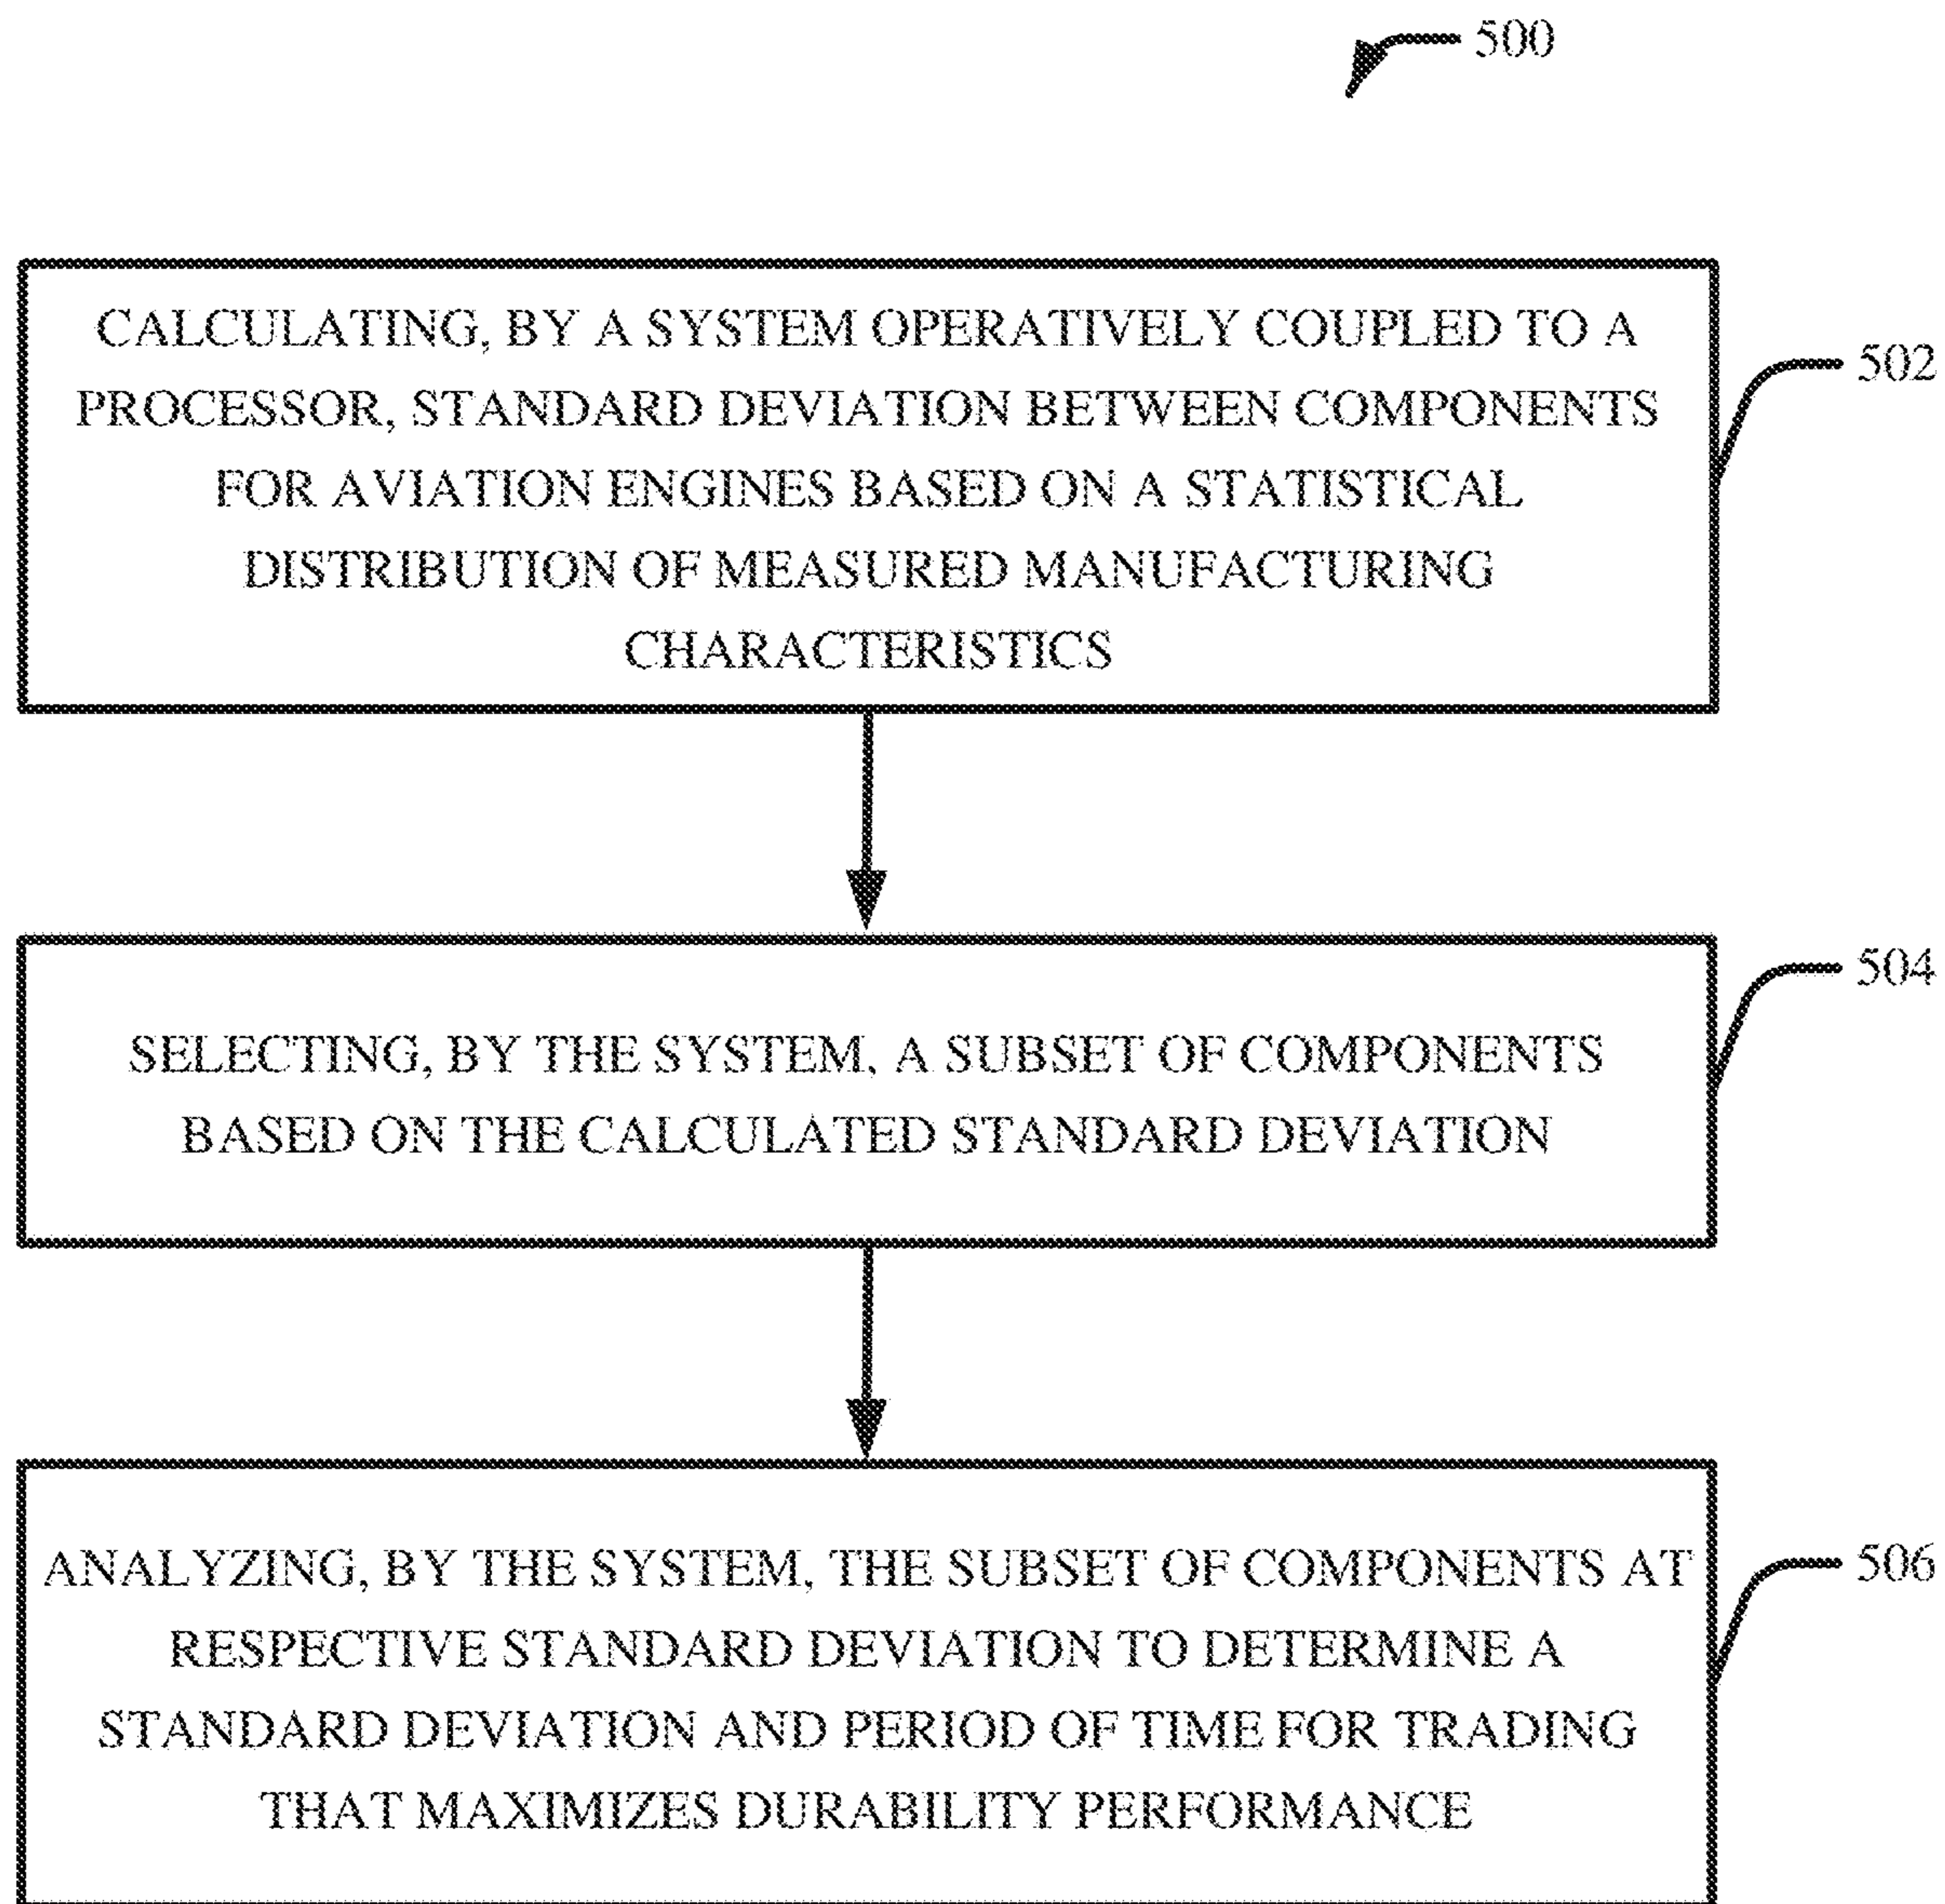 500
CALCULATING, BY A SYSTEM OPERATIVELY COUPLED TO A
PROCESSOR, STANDARD DEVIATION BETWEEN COMPONENTS
FOR AVIATION ENGINES BASED ON A STATISTICAL
DISTRIBUTION OF MEASURED MANUFACTURING
CHARACTERISTICS
502
SELECTING, BY THE SYSTEM, A SUBSET OF COMPONENTS
BASED ON THE CALCULATED STANDARD DEVIATION
504
ANALYZING, BY THE SYSTEM, THE SUBSET OF COMPONENTS AT
RESPECTIVE STANDARD DEVIATION TO DETERMINE A
STANDARD DEVIATION AND PERIOD OF TIME FOR TRADING
THAT MAXIMIZES DURABILITY PERFORMANCE
506